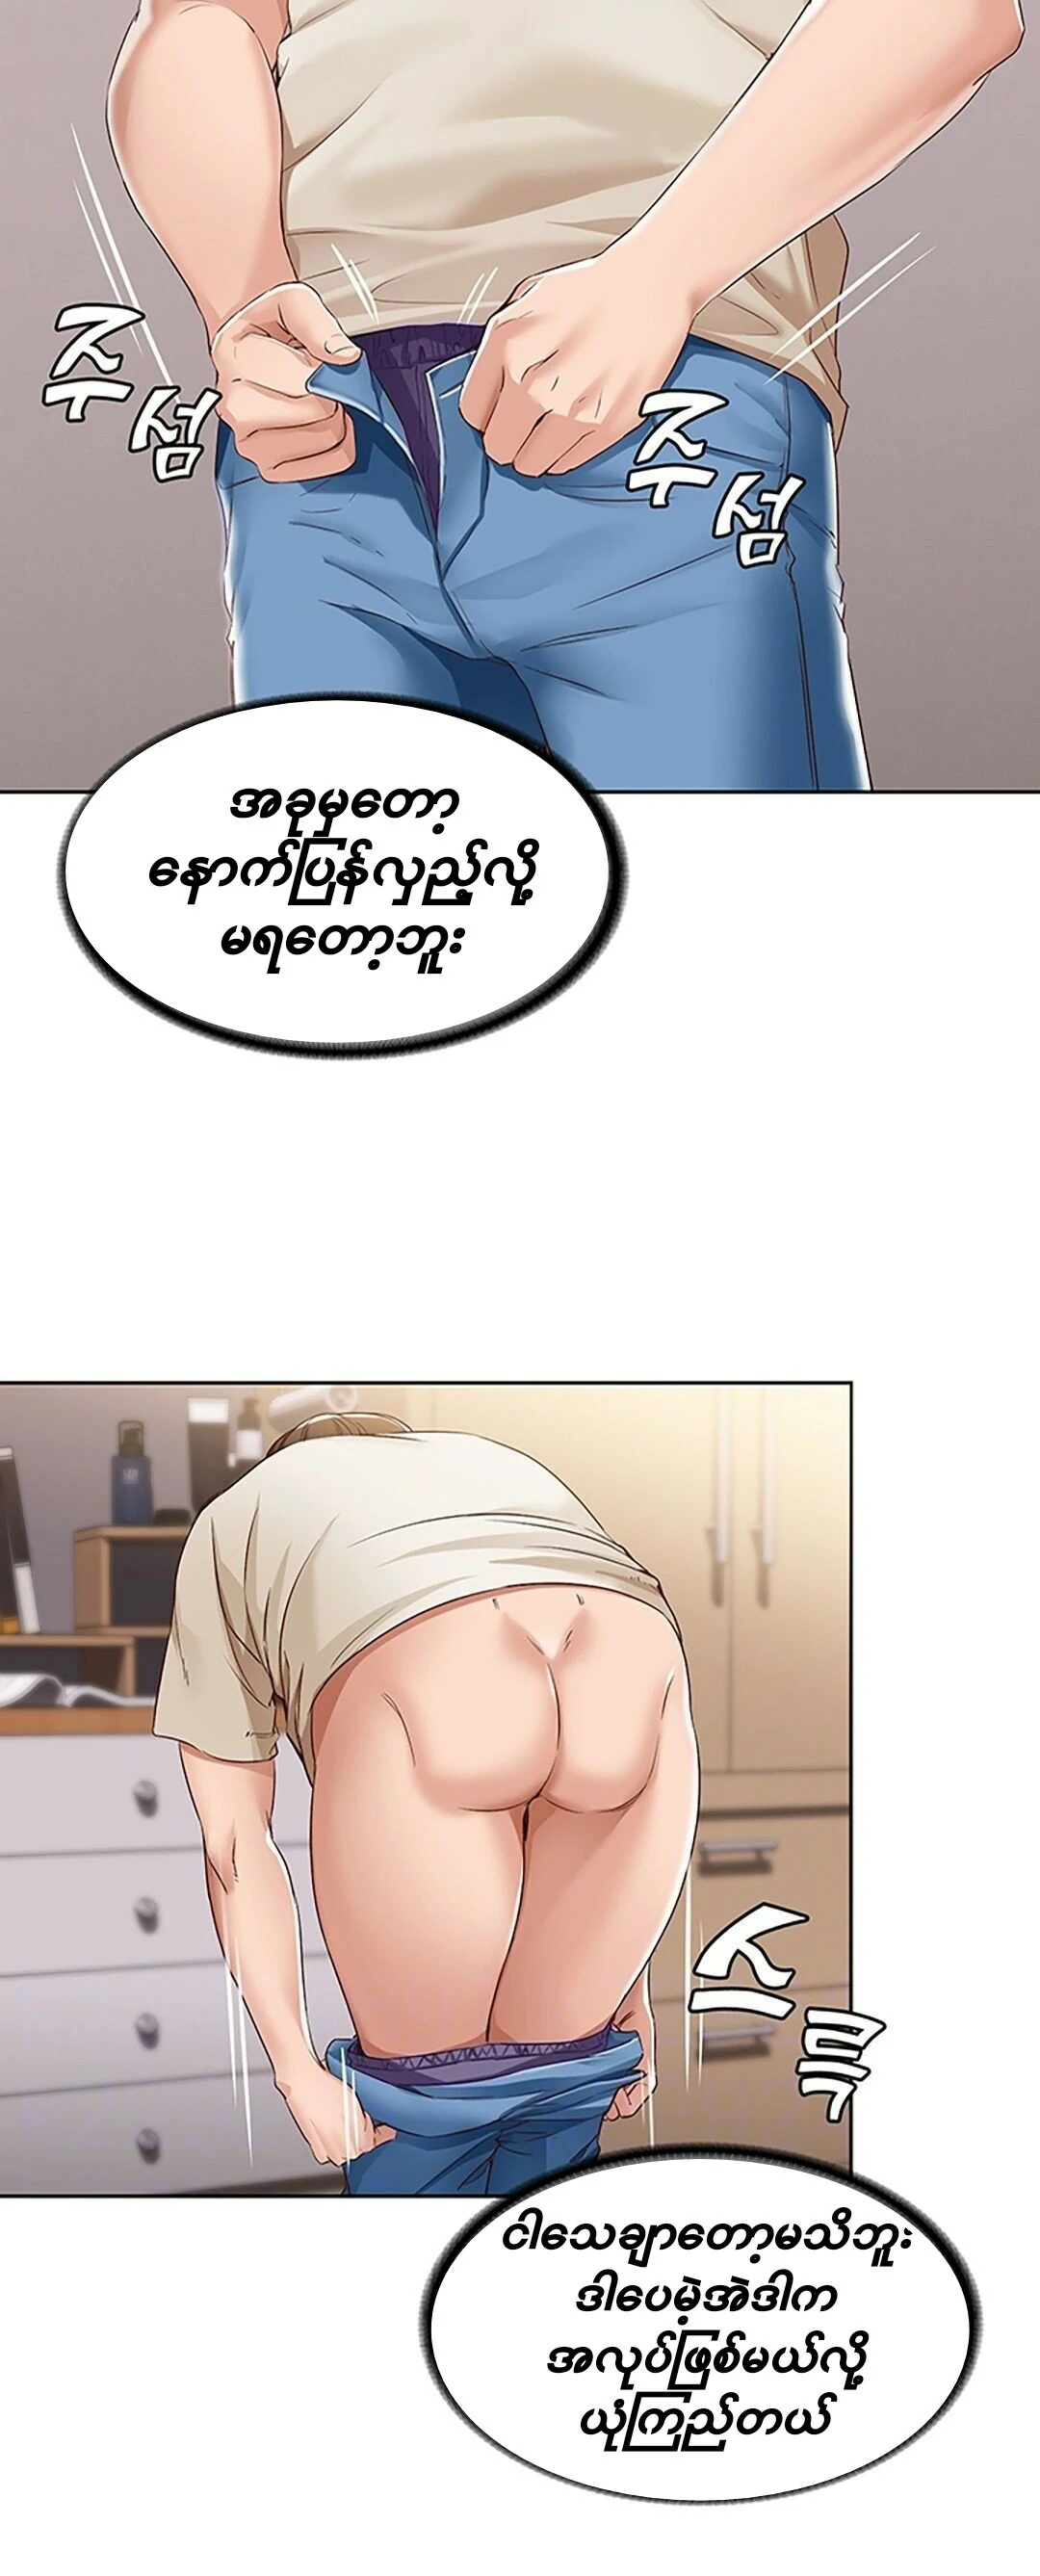 주섬
주섬
အခုမှတော့
နောက်ပြန်လှည့်လို့
မရတော့ဘူး
스륵
ငါသေချာတော့မသိဘူး
ဒါပေမဲ့အဲဒါက
အလုပ်ဖြစ်မယ်လို့
ယုံကြည်တယ်